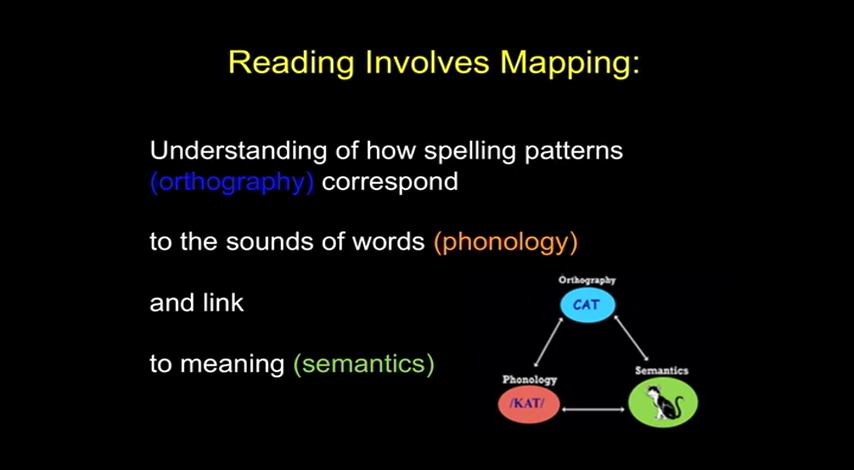 Reading Involves Mapping:
Understanding of how spelling patterns
(orthography) correspond
to the sounds of words (phonology)
and link
to meaning (semantics)
Orthography
CAT
Phonology
/KAT/
Semantics